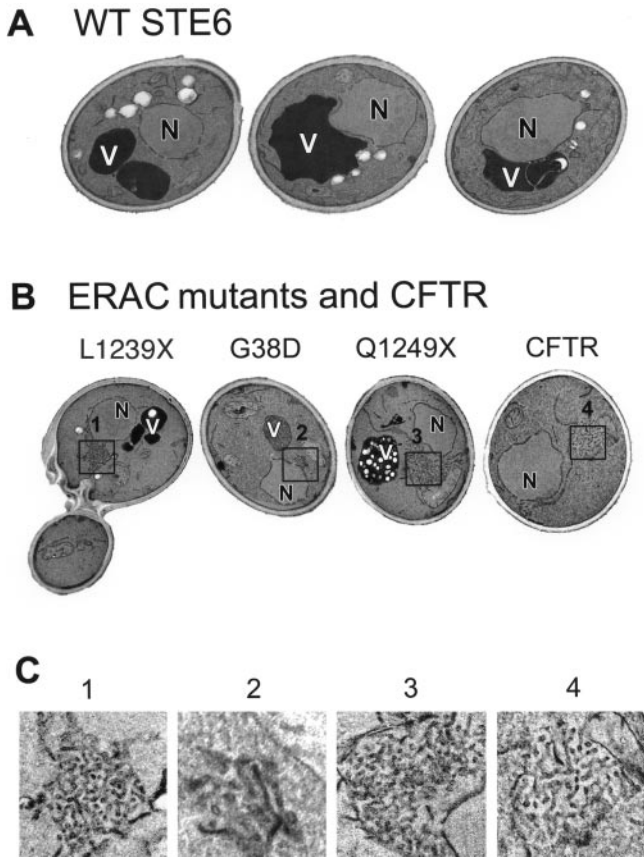 A WT STE6
N
V
N
V
N
V
B ERAC mutants and CFTR
L1239X G38D Q1249X CFTR
N
V
1
V
2
N
N
V
3
4
N
C
1 2 3 4